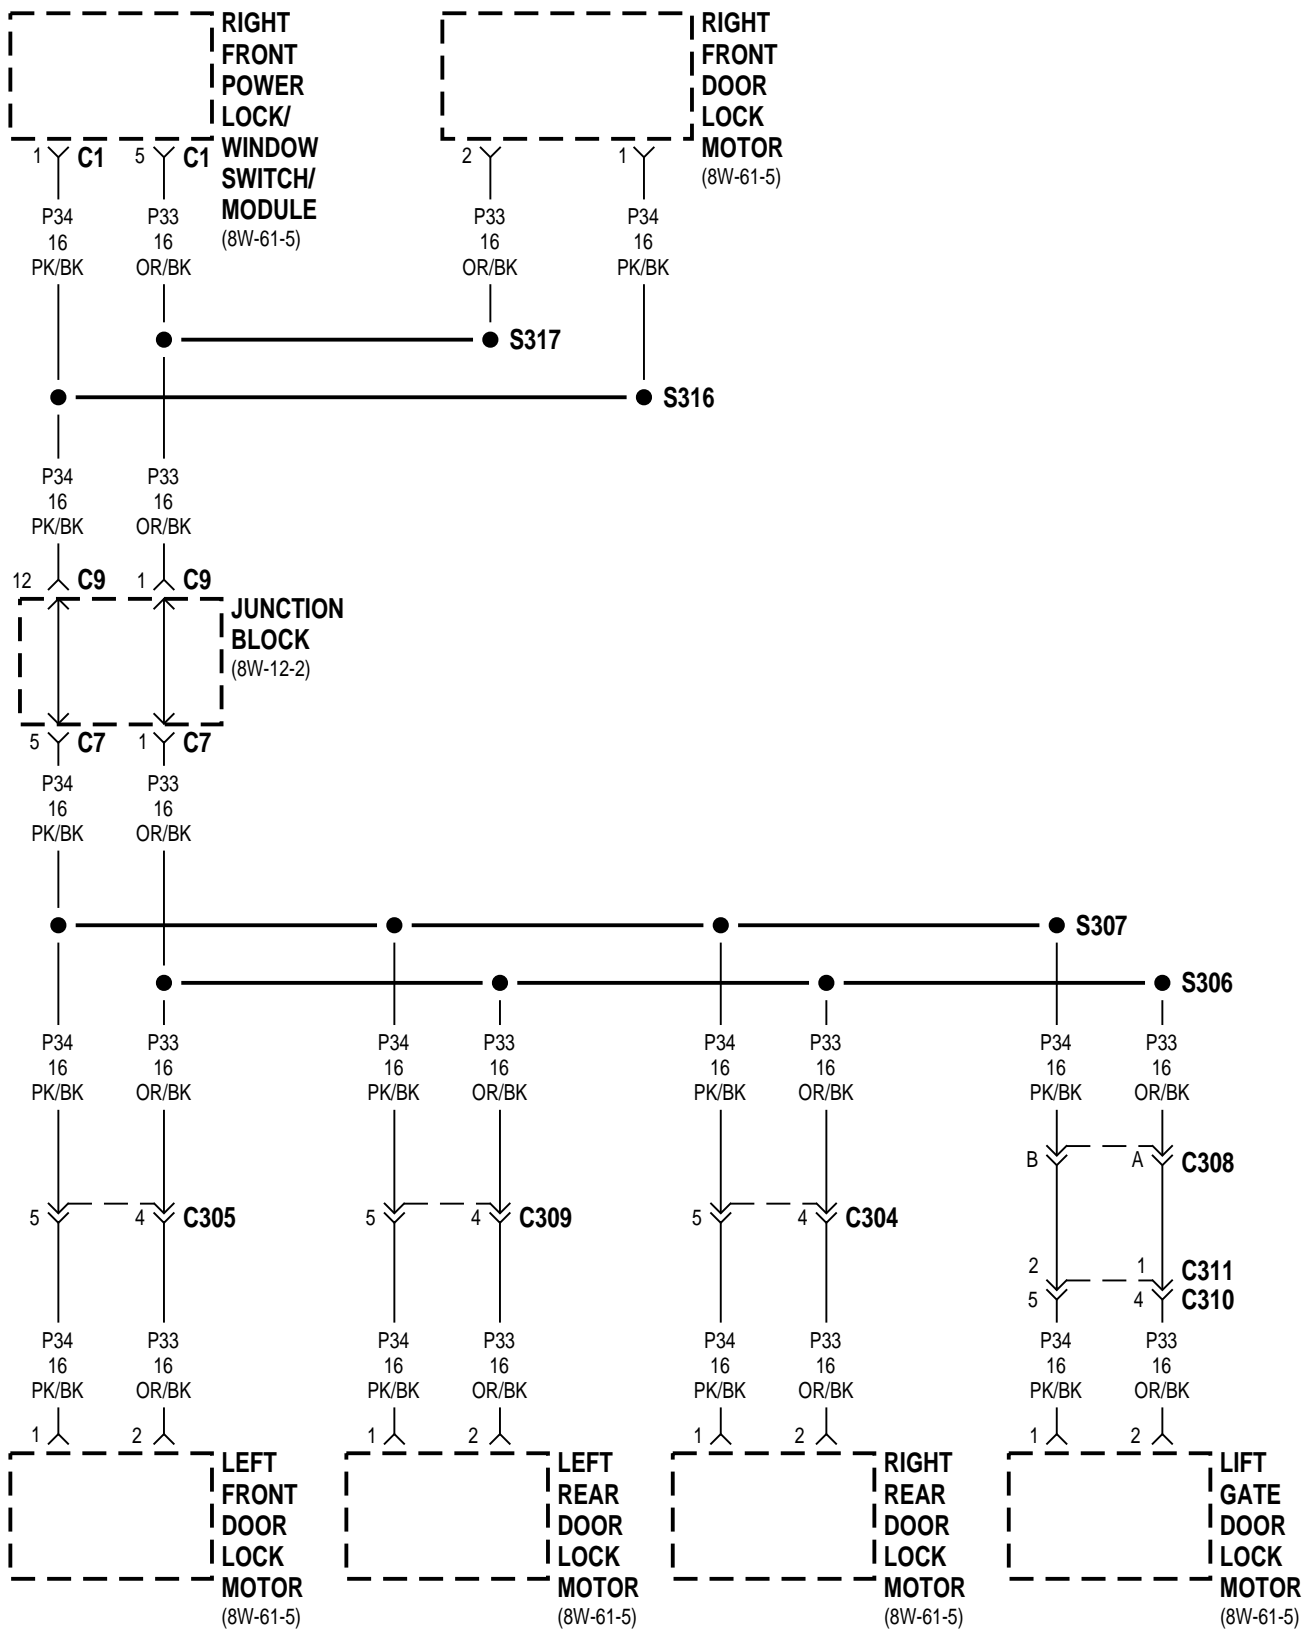 RIGHT
FRONT
POWER
LOCK/
WINDOW
SWITCH/
MODULE
(8W-61-5)
RIGHT
FRONT
DOOR
LOCK
MOTOR
(8W-61-5)
1 C1 5 C1 2 1
P34 P33 P33 P34
16 16 16 16
PK/BK OR/BK OR/BK PK/BK
S317
S316
P34 P33
16 16
PK/BK OR/BK
12 C9 1 C9
JUNCTION
BLOCK
(8W-12-2)
5 C7 1 C7
P34 P33
16 16
PK/BK OR/BK
S307
S306
P34 P33 P34 P33 P34 P33 P34 P33
16 16 16 16 16 16 16 16
PK/BK OR/BK PK/BK OR/BK PK/BK OR/BK PK/BK OR/BK
B A C308
5 4 C305 5 4 C309 5 4 C304
2 1 C311
5 4 C310
P34 P33 P34 P33 P34 P33 P34 P33
16 16 16 16 16 16 16 16
PK/BK OR/BK PK/BK OR/BK PK/BK OR/BK PK/BK OR/BK
1 2 1 2 1 2 1 2
LEFT
FRONT
DOOR
LOCK
MOTOR
(8W-61-5)
LEFT
REAR
DOOR
LOCK
MOTOR
(8W-61-5)
RIGHT
REAR
DOOR
LOCK
MOTOR
(8W-61-5)
LIFT
GATE
DOOR
LOCK
MOTOR
(8W-61-5)